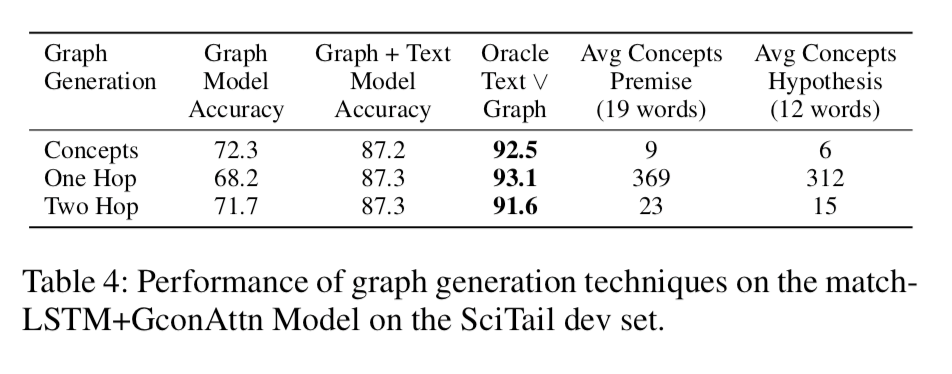 Graph Graph Graph + Text Oracle Avg Concepts Avg Concepts
Generation Model Model Text ∨ Premise Hypothesis
Accuracy Accuracy Graph (19 words) (12 words)
Concepts 72.3 87.2 92.5 9 6
One Hop 68.2 87.3 93.1 369 312
Two Hop 71.7 87.3 91.6 23 15
Table 4: Performance of graph generation techniques on the match-
LSTM+GconAttn Model on the SciTail dev set.